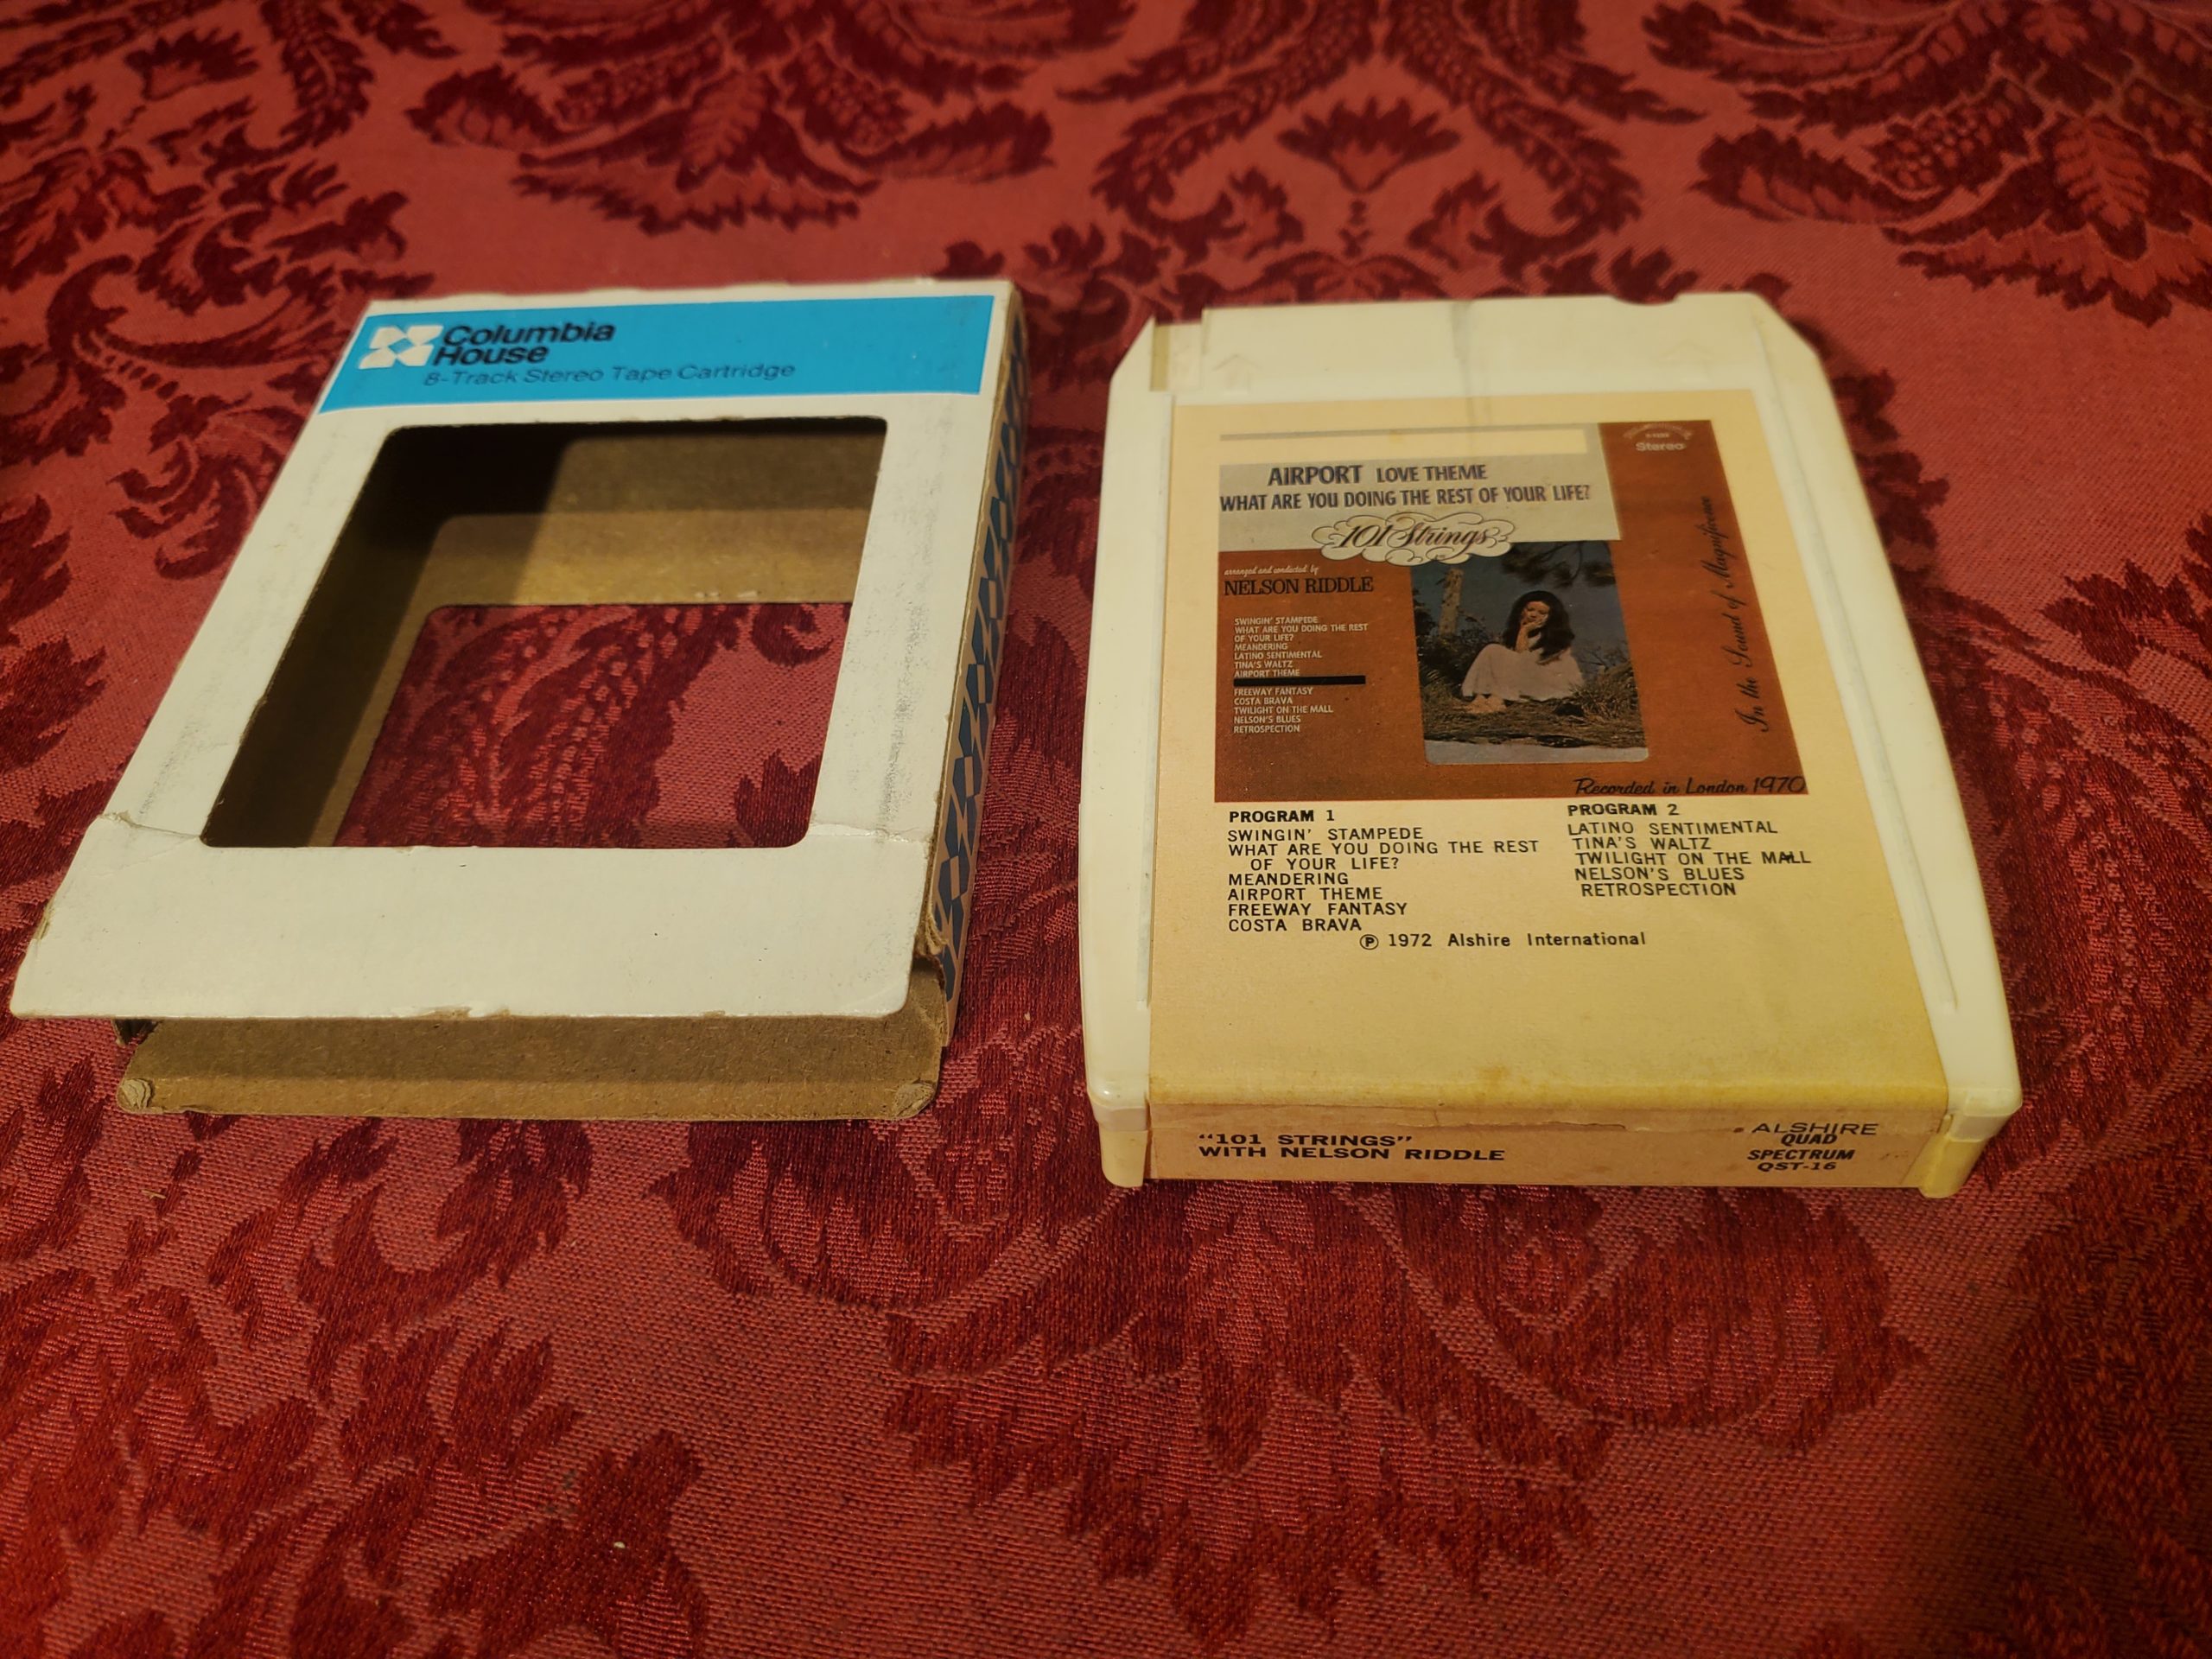 Columbia
House
8-Track Stereo Tape Cartridge
Stereo
AIRPORT LOVE THEME
WHAT ARE YOU DOING THE REST OF YOUR LIFE?
101 Strings
arranged and conducted by
NELSON RIDDLE
SWINGIN' STAMPEDE
WHAT ARE YOU DOING THE REST
OF YOUR LIFE?
MEANDERING
LATINO SENTIMENTAL
TINA'S WALTZ
AIRPORT THEME
FREEWAY FANTASY
COSTA BRAVA
TWILIGHT ON THE MALL
NELSON'S BLUES
RETROSPECTION
In the Sound of Magnificence
Recorded in London 1970
PROGRAM 1
SWINGIN' STAMPEDE
WHAT ARE YOU DOING THE REST
OF YOUR LIFE?
MEANDERING
AIRPORT THEME
FREEWAY FANTASY
COSTA BRAVA
PROGRAM 2
LATINO SENTIMENTAL
TINA'S WALTZ
TWILIGHT ON THE MALL
NELSON'S BLUES
RETROSPECTION
℗ 1972 Alshire International
"101 STRINGS"
WITH NELSON RIDDLE
ALSHIRE
QUAD
SPECTRUM
QST-16